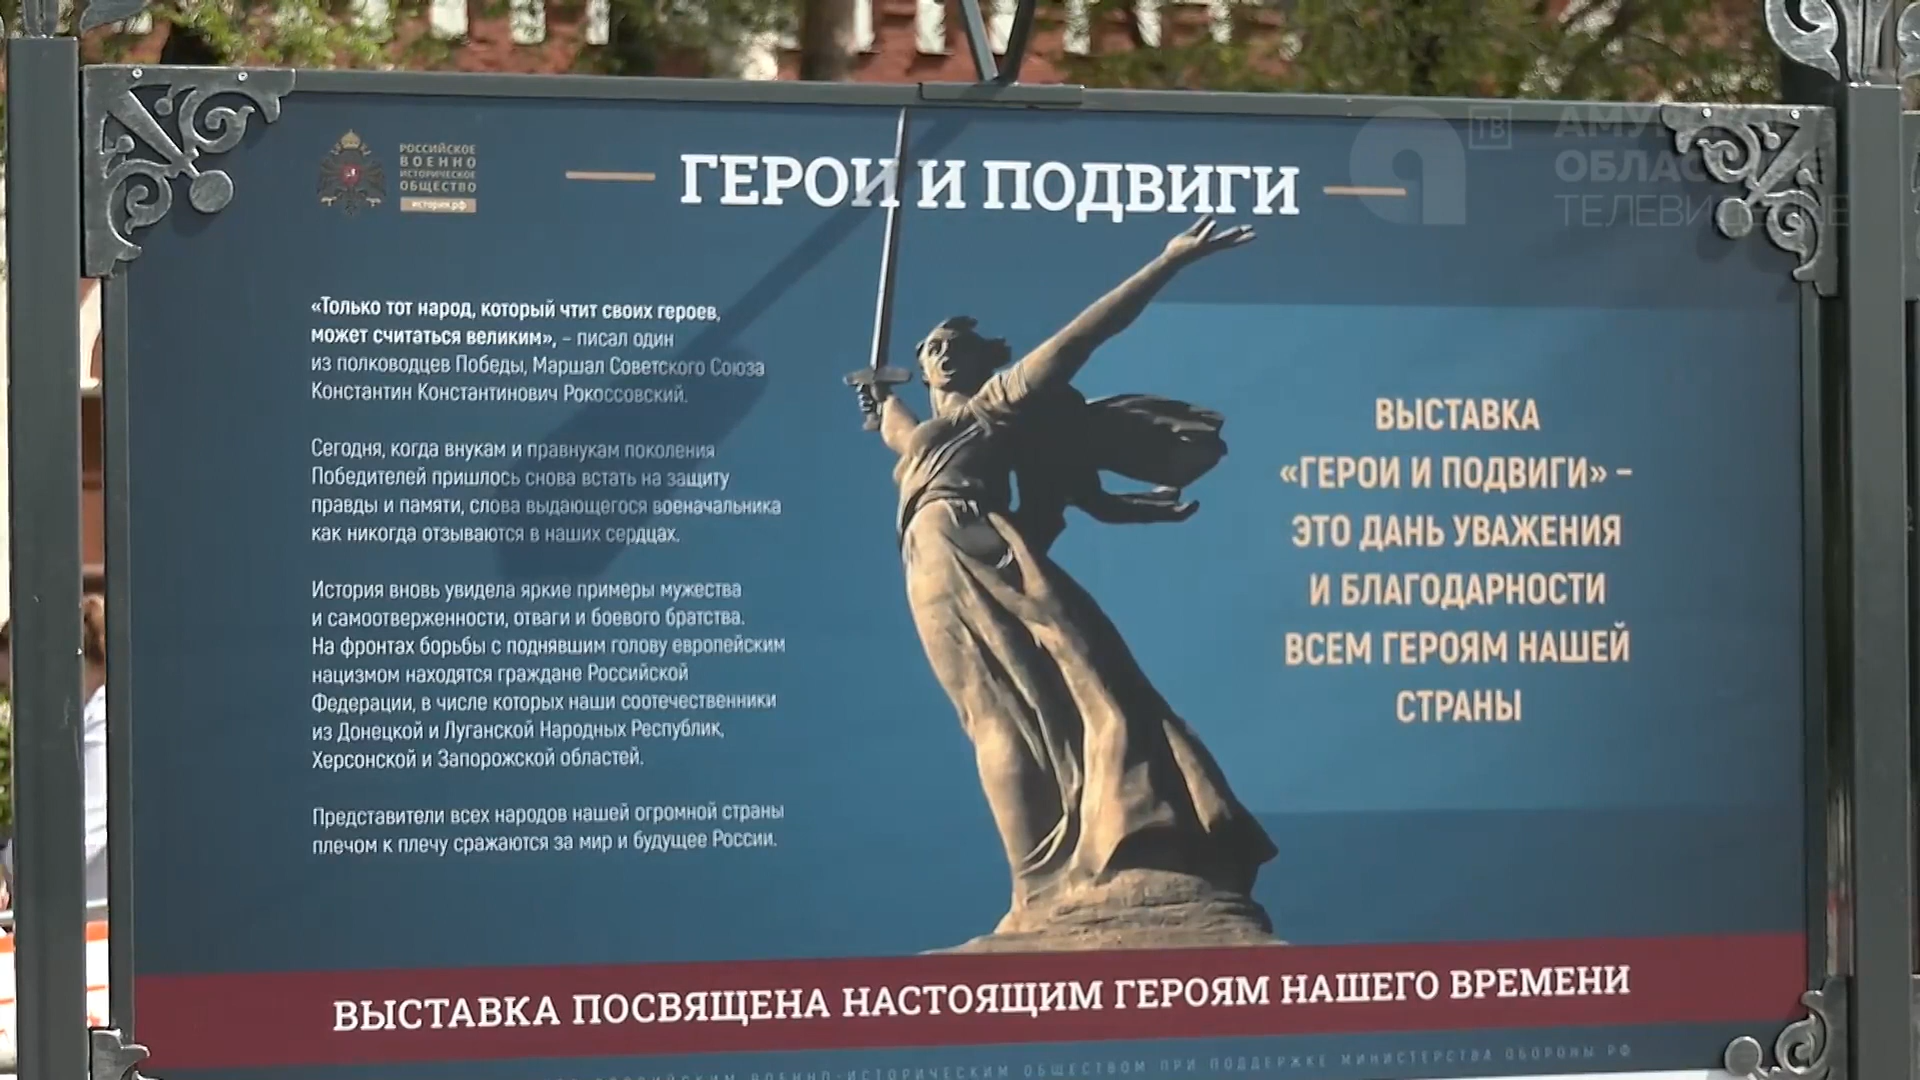 РОССИЙСКОЕ
ВОЕННО
ИСТОРИЧЕСКОЕ
ОБЩЕСТВО
история.рф
ГЕРОИ И ПОДВИГИ
ТВ
АМУРСКОЕ
ОБЛАСТНОЕ
ТЕЛЕВИДЕНИЕ
«Только тот народ, который чтит своих героев,
может считаться великим», – писал один
из полководцев Победы, Маршал Советского Союза
Константин Константинович Рокоссовский.
Сегодня, когда внукам и правнукам поколения
Победителей пришлось снова встать на защиту
правды и памяти, слова выдающегося военачальника
как никогда отзываются в наших сердцах.
История вновь увидела яркие примеры мужества
и самоотверженности, отваги и боевого братства.
На фронтах борьбы с поднявшим голову европейским
нацизмом находятся граждане Российской
Федерации, в числе которых наши соотечественники
из Донецкой и Луганской Народных Республик,
Херсонской и Запорожской областей.
Представители всех народов нашей огромной страны
плечом к плечу сражаются за мир и будущее России.
ВЫСТАВКА
«ГЕРОИ И ПОДВИГИ» –
ЭТО ДАНЬ УВАЖЕНИЯ
И БЛАГОДАРНОСТИ
ВСЕМ ГЕРОЯМ НАШЕЙ
СТРАНЫ
ВЫСТАВКА ПОСВЯЩЕНА НАСТОЯЩИМ ГЕРОЯМ НАШЕГО ВРЕМЕНИ
ВОЕННО-ИСТОРИЧЕСКИМ ОБЩЕСТВОМ ПРИ ПОДДЕРЖКЕ МИНИСТЕРСТВА ОБОРОНЫ РФ